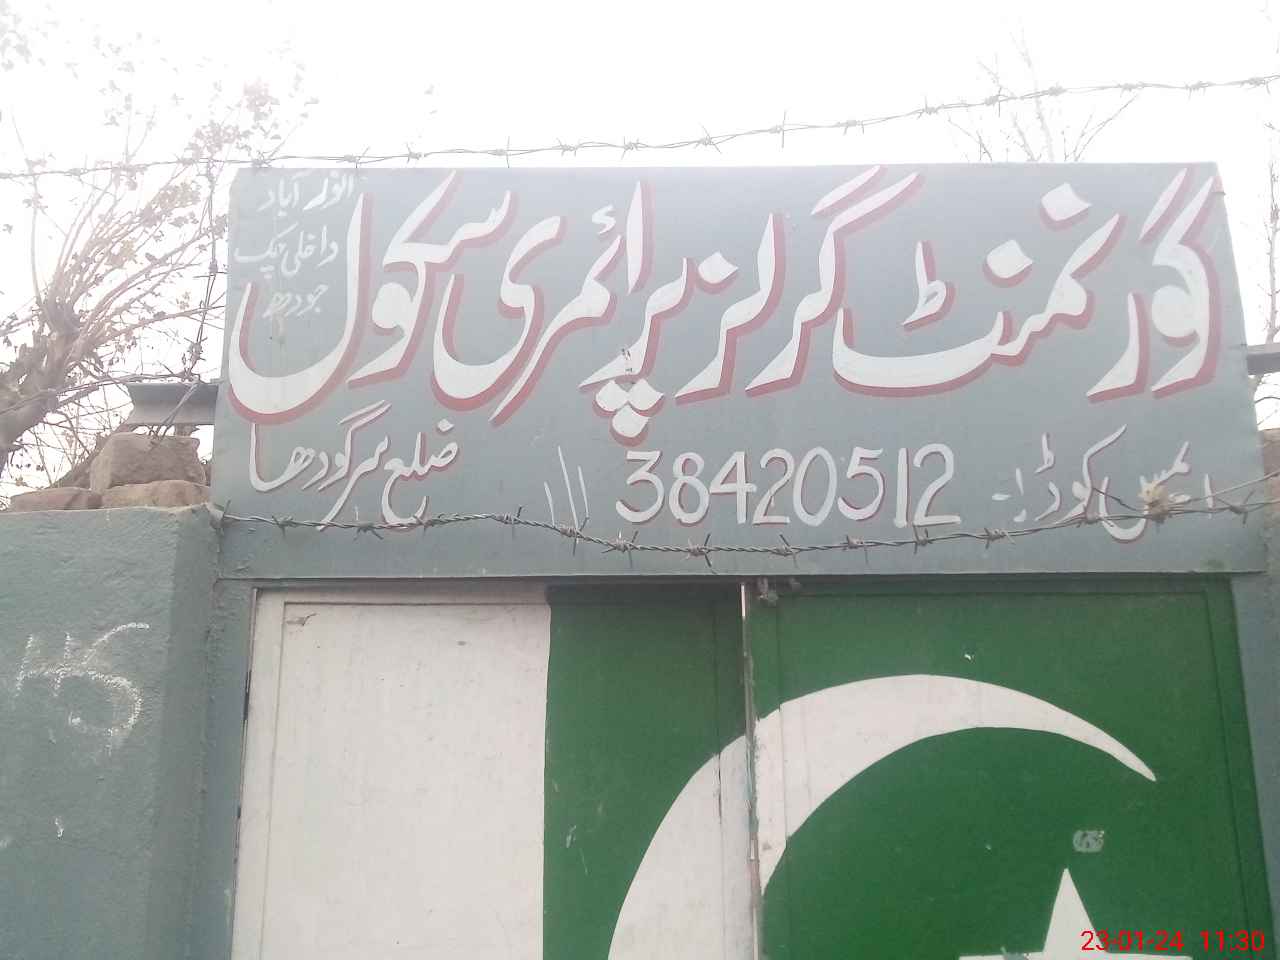 گورنمنٹ گرلز پرائمری سکول
انور آباد
داخلی چک
جودھ
ایمس کوڈ:۔ 38420512
ضلع سرگودھا
23-01-24 11:30